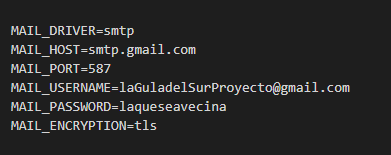 MAIL_DRIVER=smtp
MAIL_HOST=smtp.gmail.com
MAIL_PORT=587
MAIL_USERNAME=laGuladelSurProyecto@gmail.com
MAIL_PASSWORD=laqueseavecina
MAIL_ENCRYPTION=tls